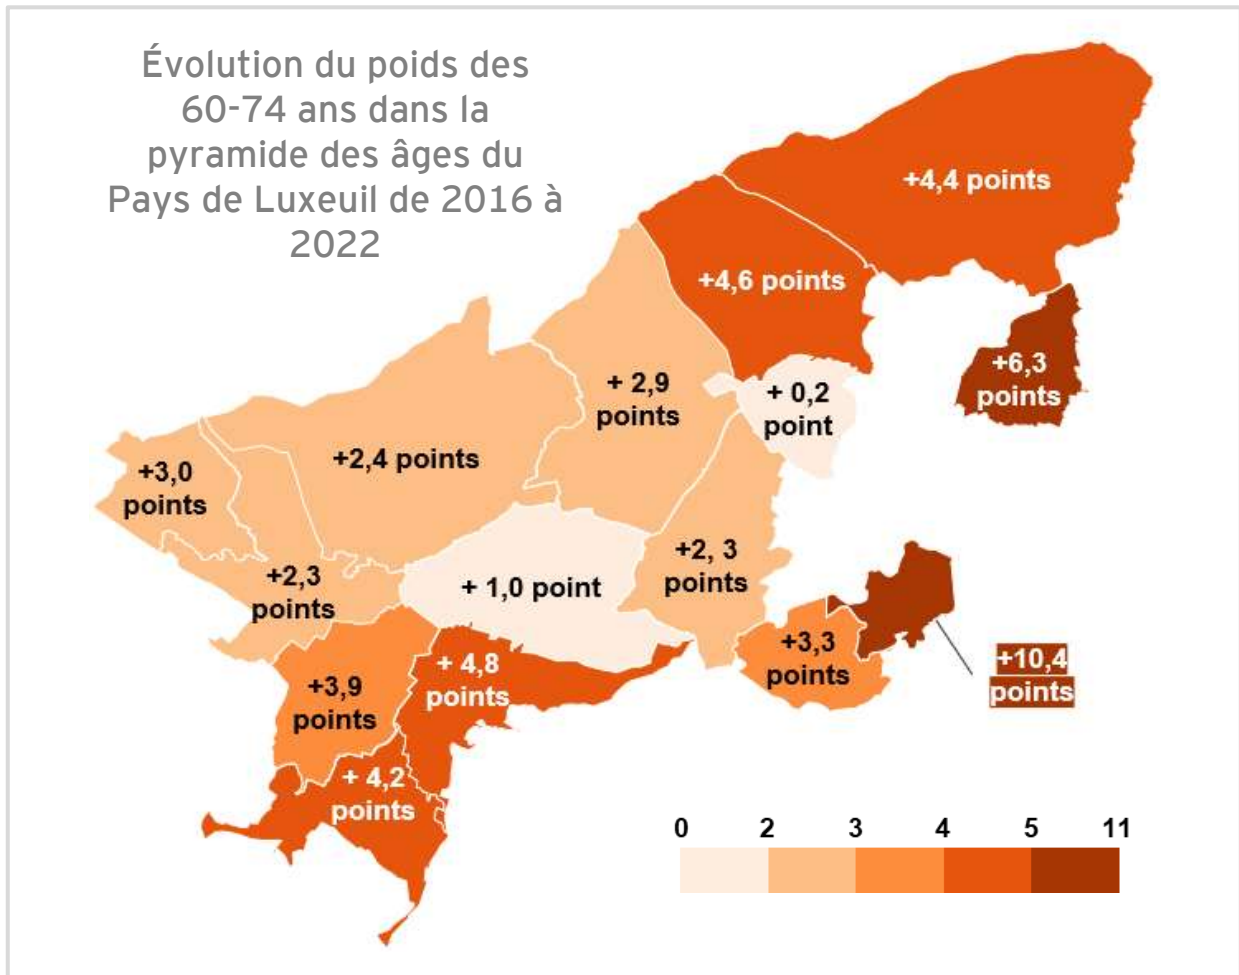 Évolution du poids des
60-74 ans dans la
pyramide des âges du
Pays de Luxeuil de 2016 à
2022
+4,4 points
+4,6 points
+6,3
points
+ 2,9
points
+ 0,2
point
+2,4 points
+3,0
points
+2, 3
points
+2,3
points
+ 1,0 point
+3,3
points
+10,4
points
+ 4,8
points
+3,9
points
+ 4,2
points
0 2 3 4 5 11